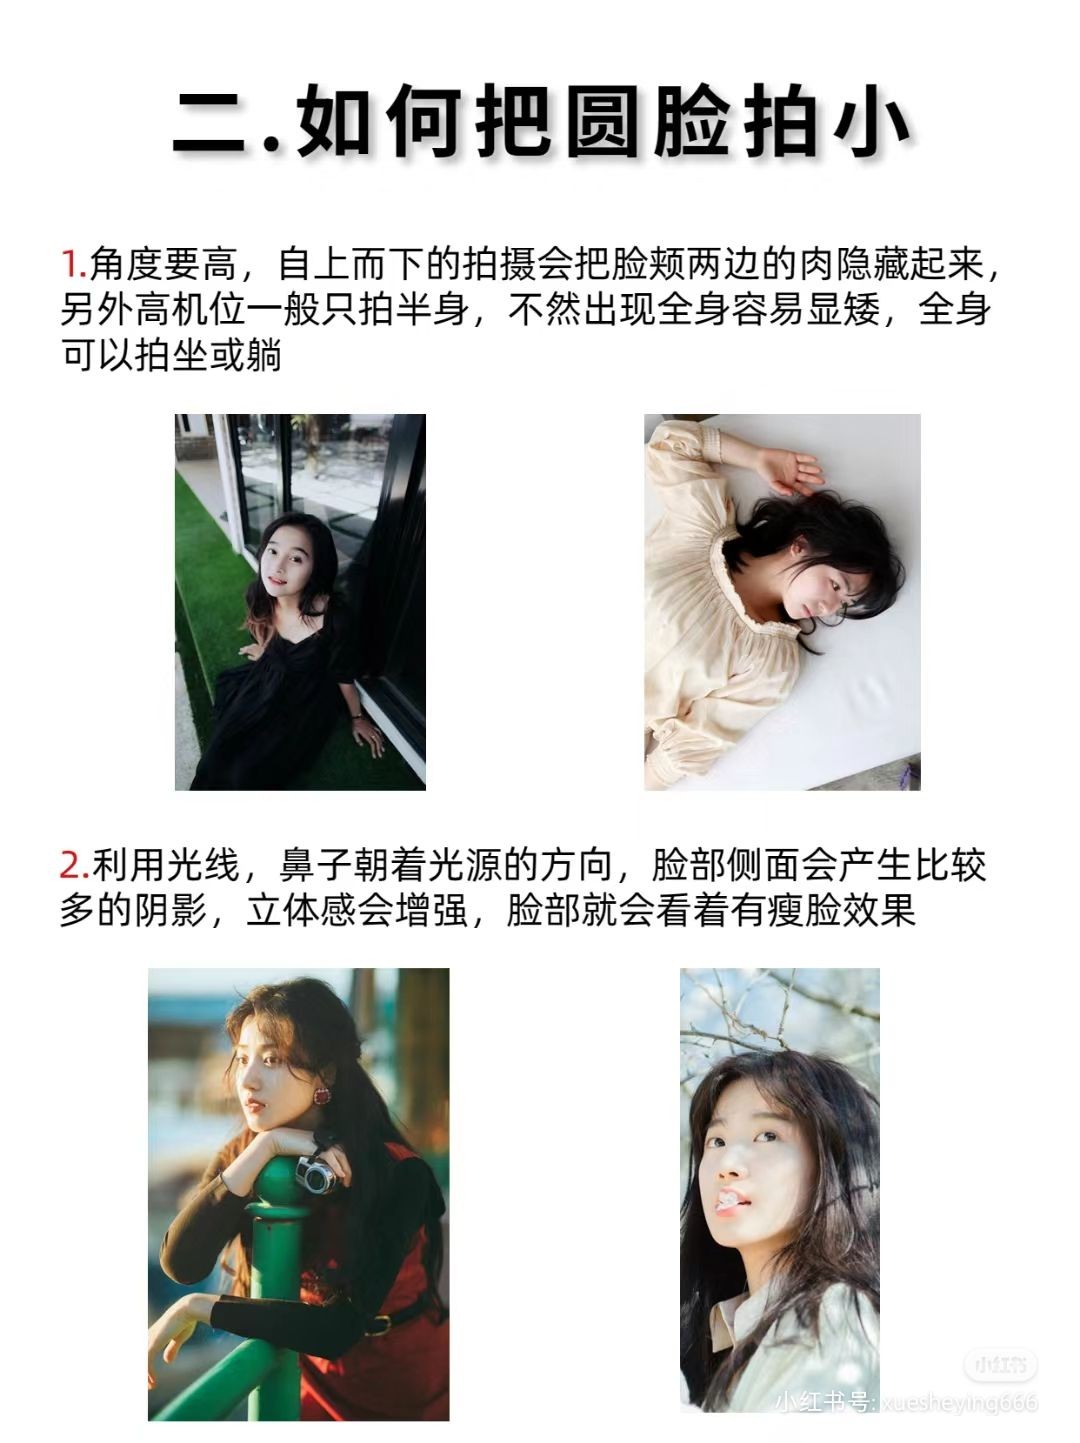 二.如何把圆脸拍小
1.角度要高，自上而下的拍摄会把脸颊两边的肉隐藏起来，
另外高机位一般只拍半身，不然出现全身容易显矮，全身
可以拍坐或躺
2.利用光线，鼻子朝着光源的方向，脸部侧面会产生比较
多的阴影，立体感会增强，脸部就会看着有瘦脸效果
小红书
小红书号: xuesheying666